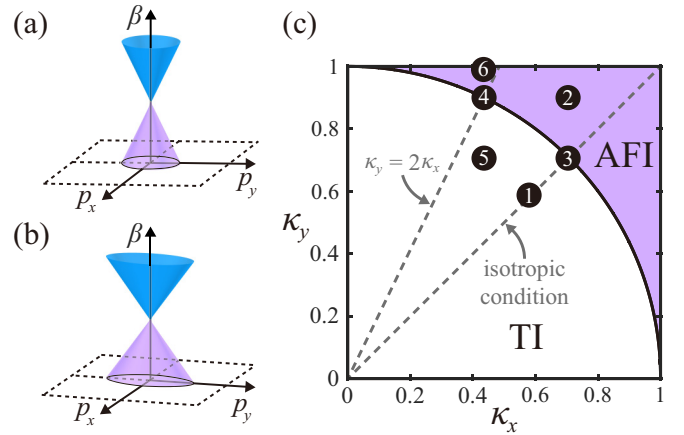 (a)
β
p_y
p_x
(b)
β
p_y
p_x
(c)
1
0.8
0.6
0.4
0.2
0
κ_y
0
0.2
0.4
0.6
0.8
1
κ_x
6
4
2
5
3
1
κ_y = 2κ_x
AFI
isotropic
condition
TI